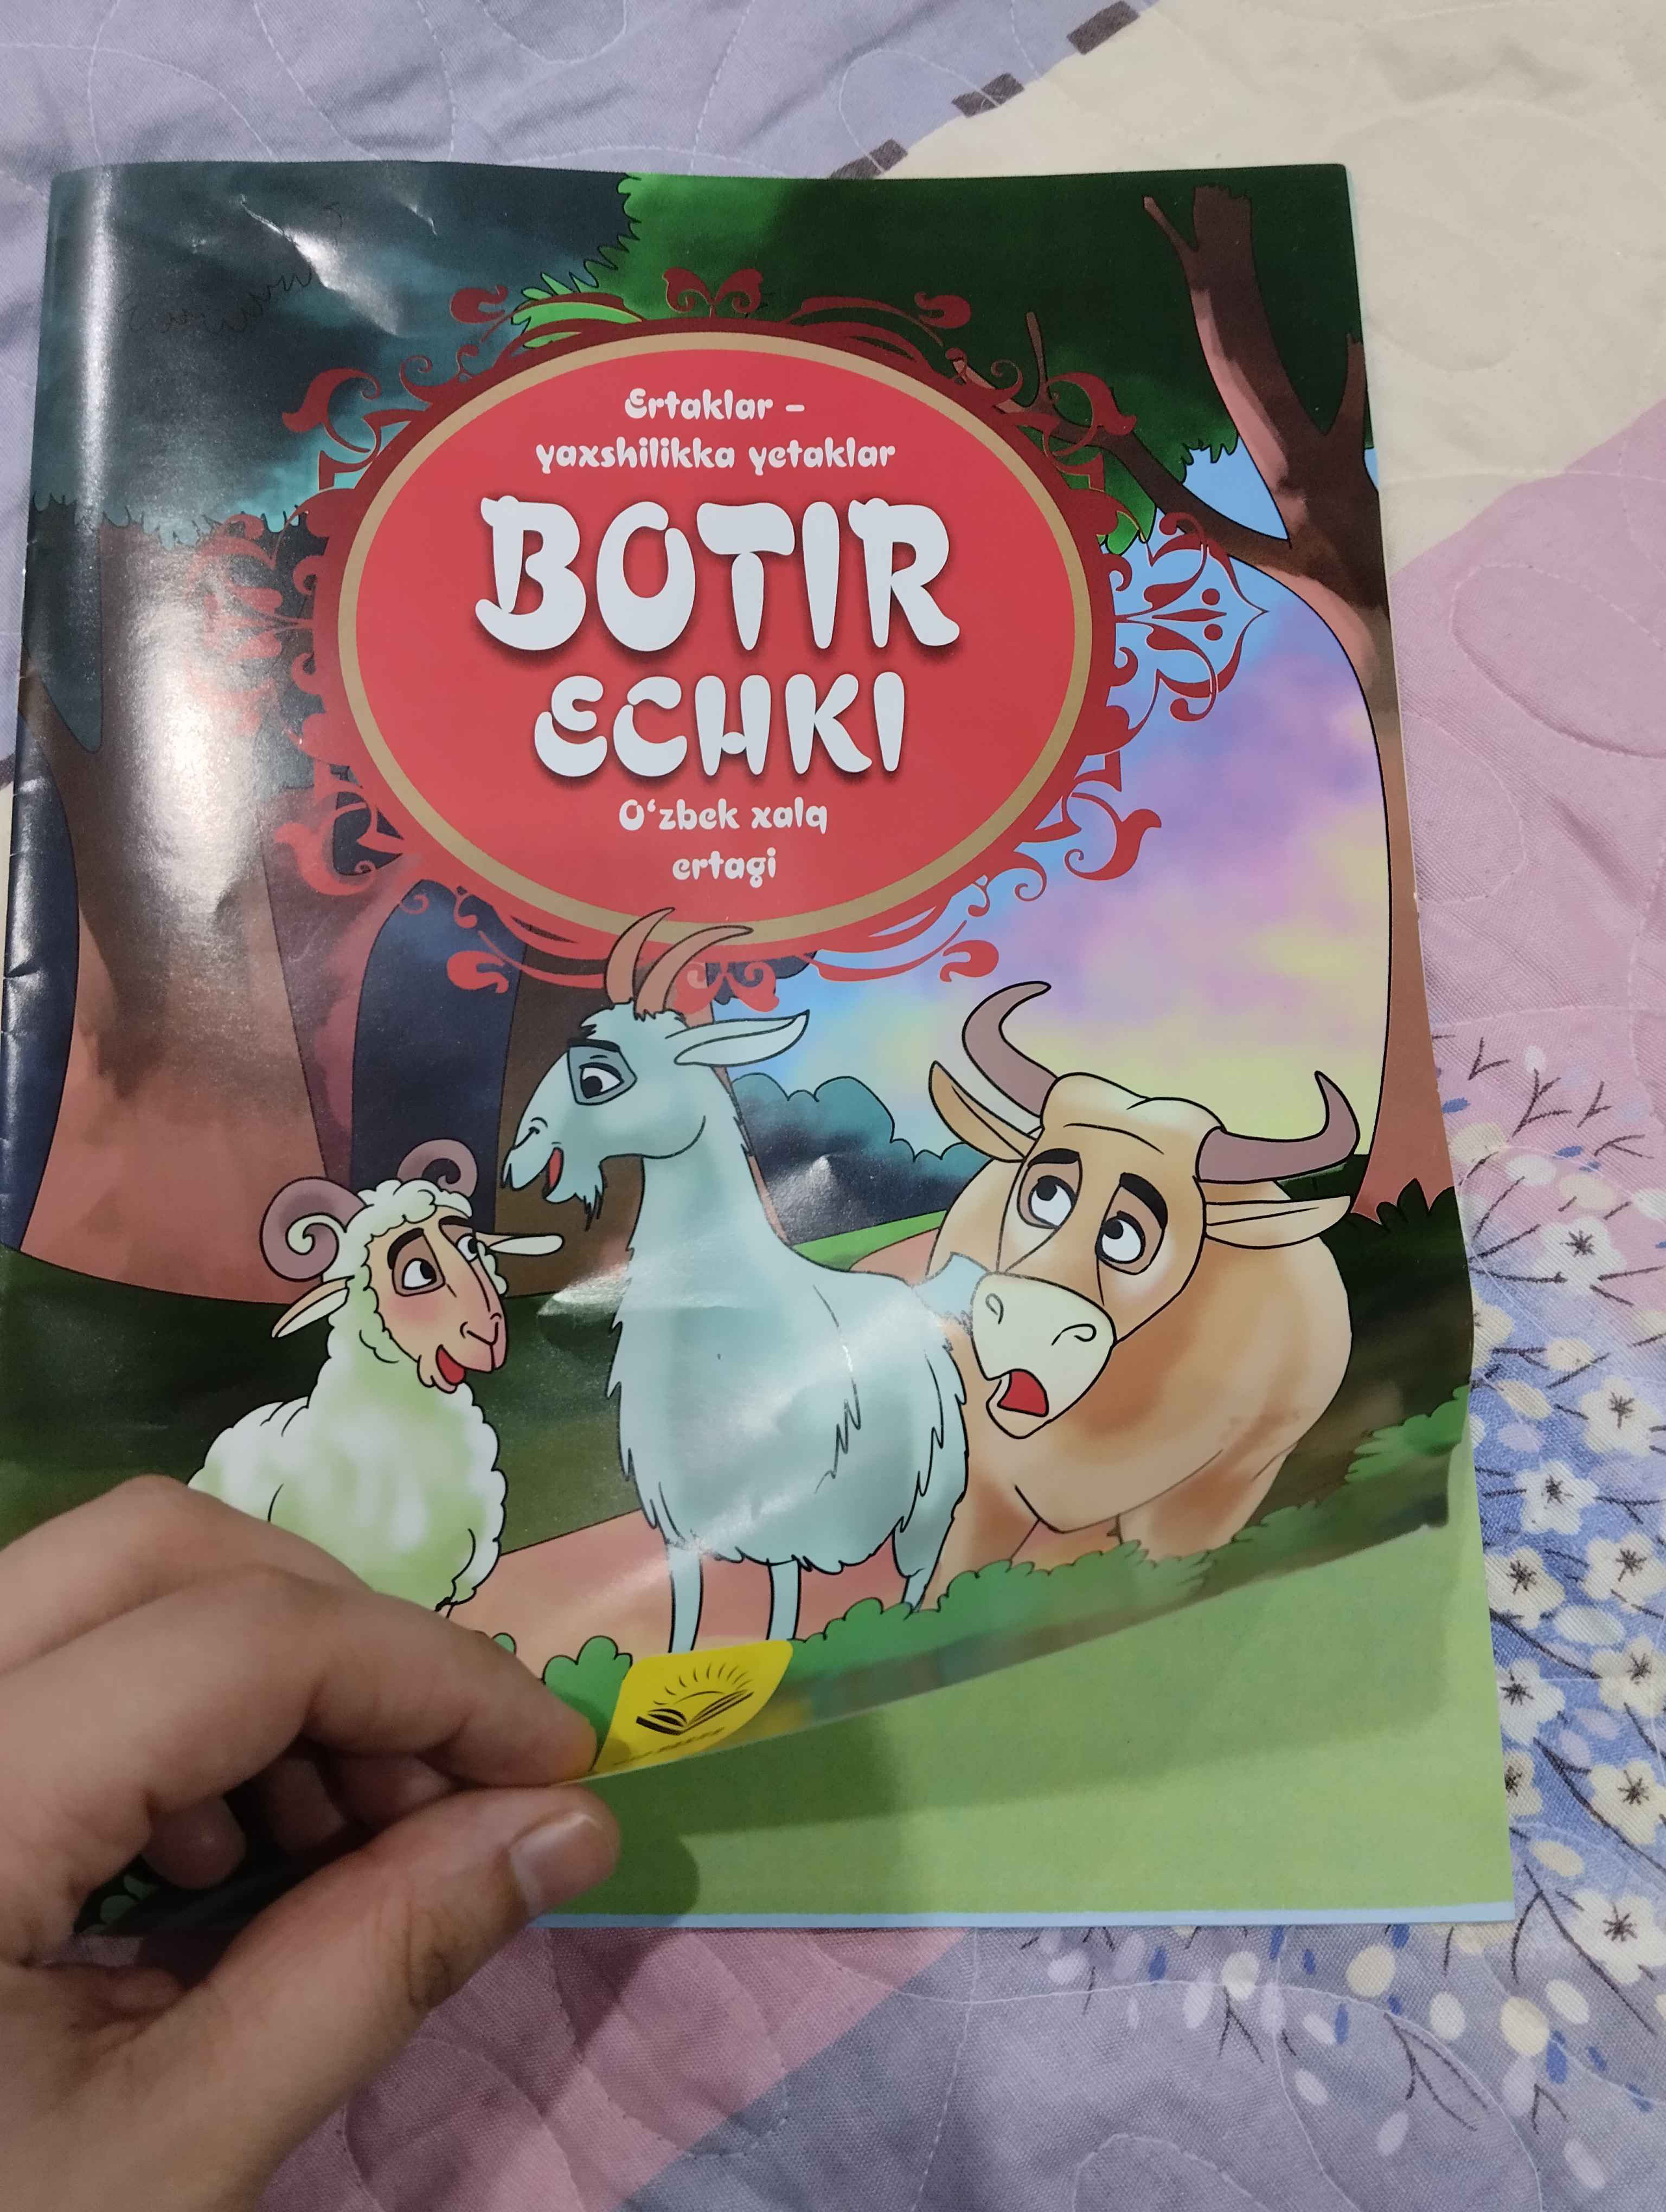 Ertaklar –
yaxshilikka yetaklar
BOTIR
ECHKI
O‘zbek xalq
ertagi